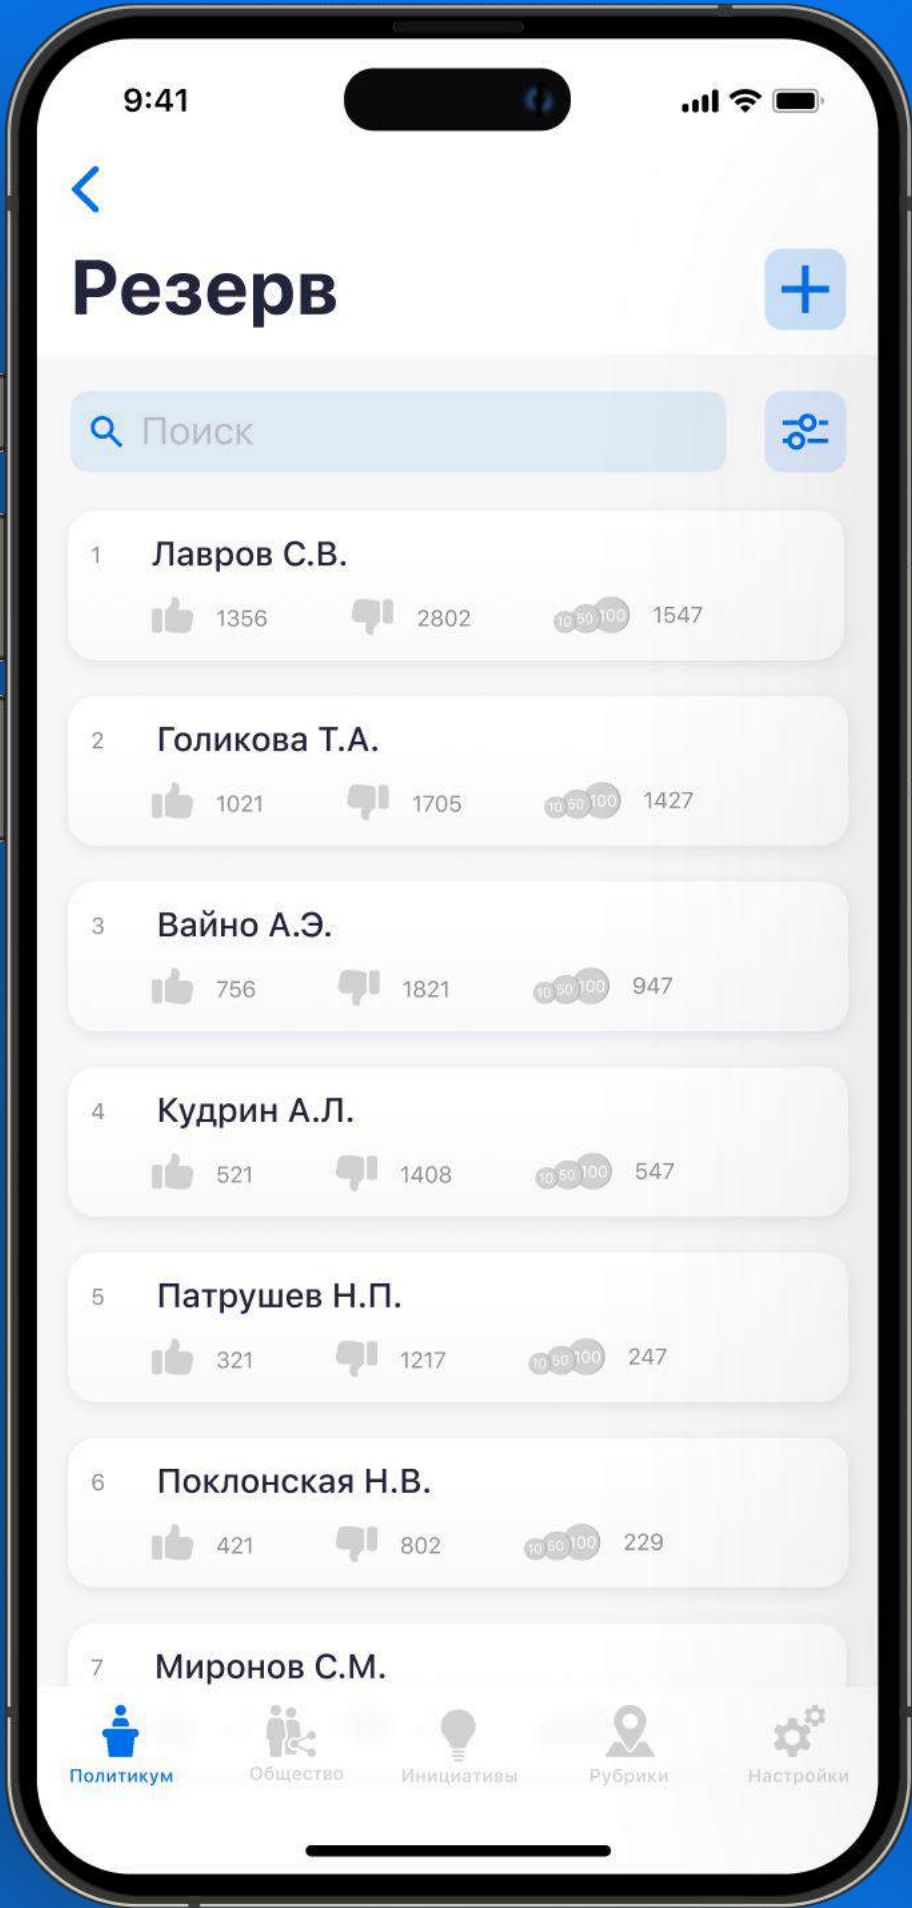 9:41
Резерв
Поиск
1 Лавров С.В.
1356 2802 10 50 100 1547
2 Голикова Т.А.
1021 1705 10 50 100 1427
3 Вайно А.Э.
756 1821 10 50 100 947
4 Кудрин А.Л.
521 1408 10 50 100 547
5 Патрушев Н.П.
321 1217 10 50 100 247
6 Поклонская Н.В.
421 802 10 50 100 229
7 Миронов С.М.
Политикум Общество Инициативы Рубрики Настройки